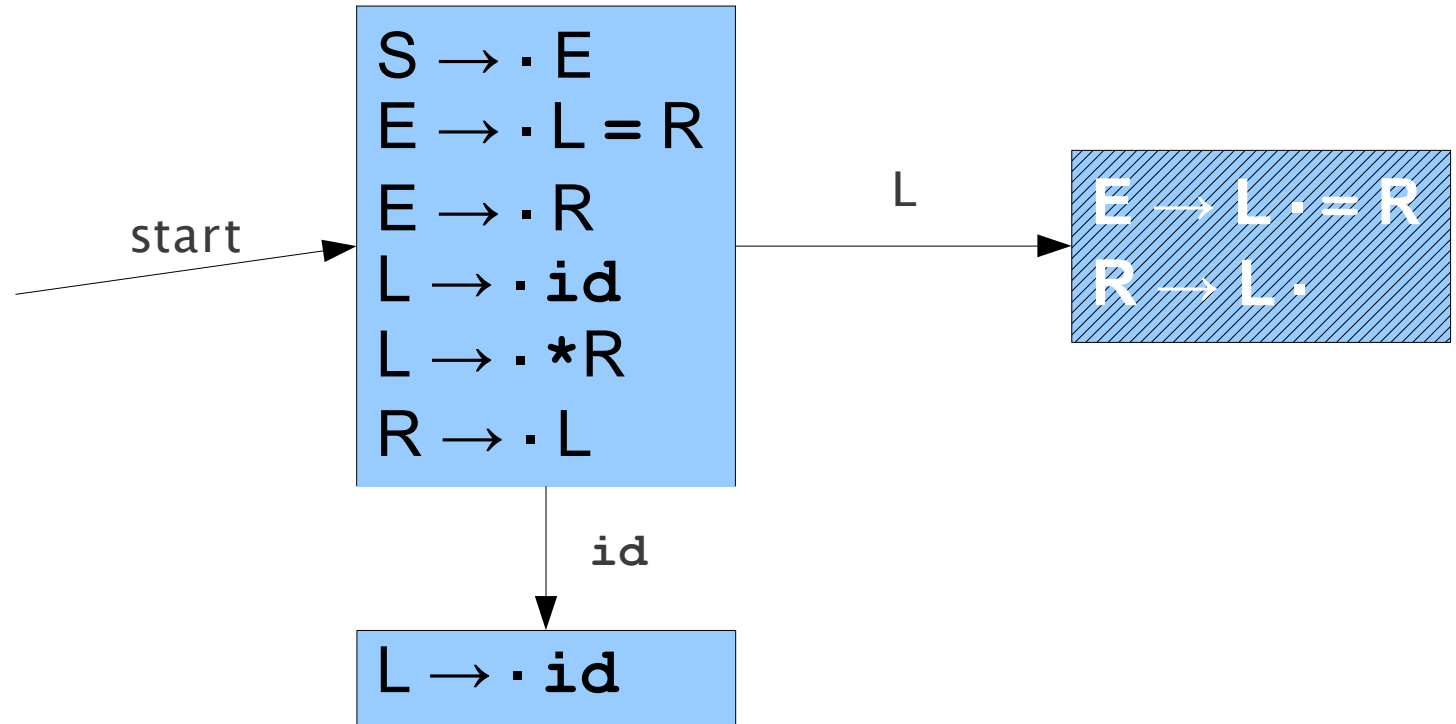 S → · E
E → · L = R
E → · R
L → · id
L → · *R
R → · L
start
L
E → L · = R
R → L ·
id
L → · id